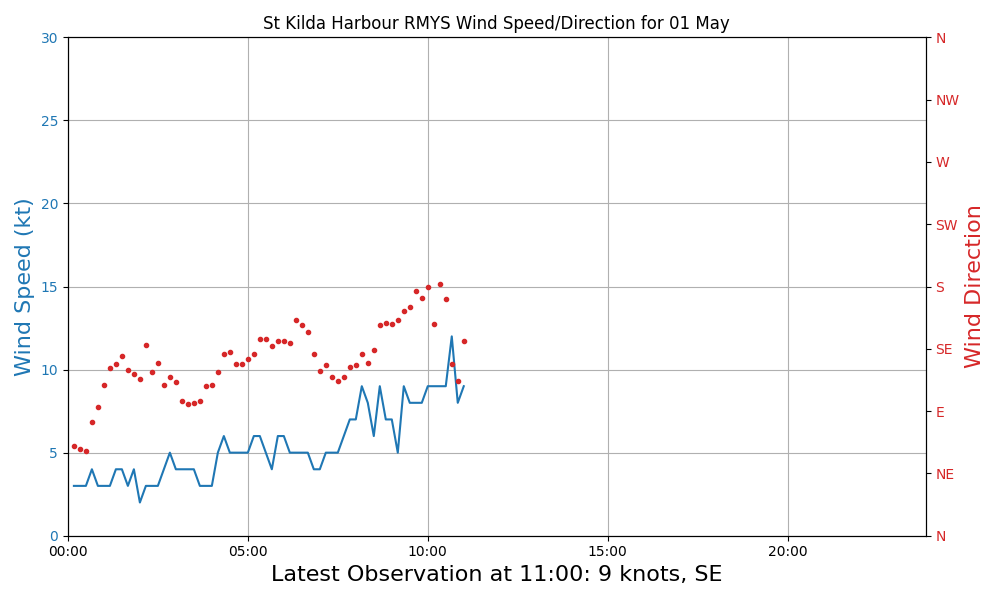 St Kilda Harbour RMYS Wind Speed/Direction for 01 May
30
25
20
15
10
5
0
Wind Speed (kt)
N
NW
W
SW
S
SE
E
NE
N
Wind Direction
00:00
05:00
10:00
15:00
20:00
Latest Observation at 11:00: 9 knots, SE